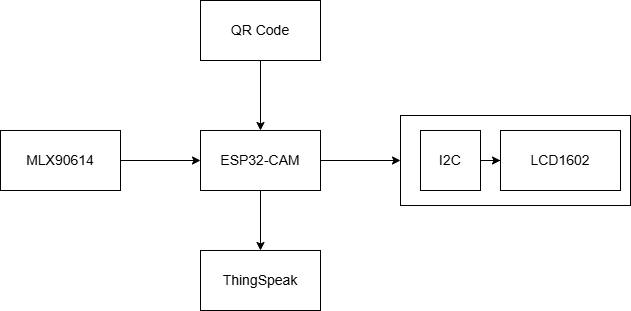 QR Code
MLX90614
ESP32-CAM
I2C
LCD1602
ThingSpeak